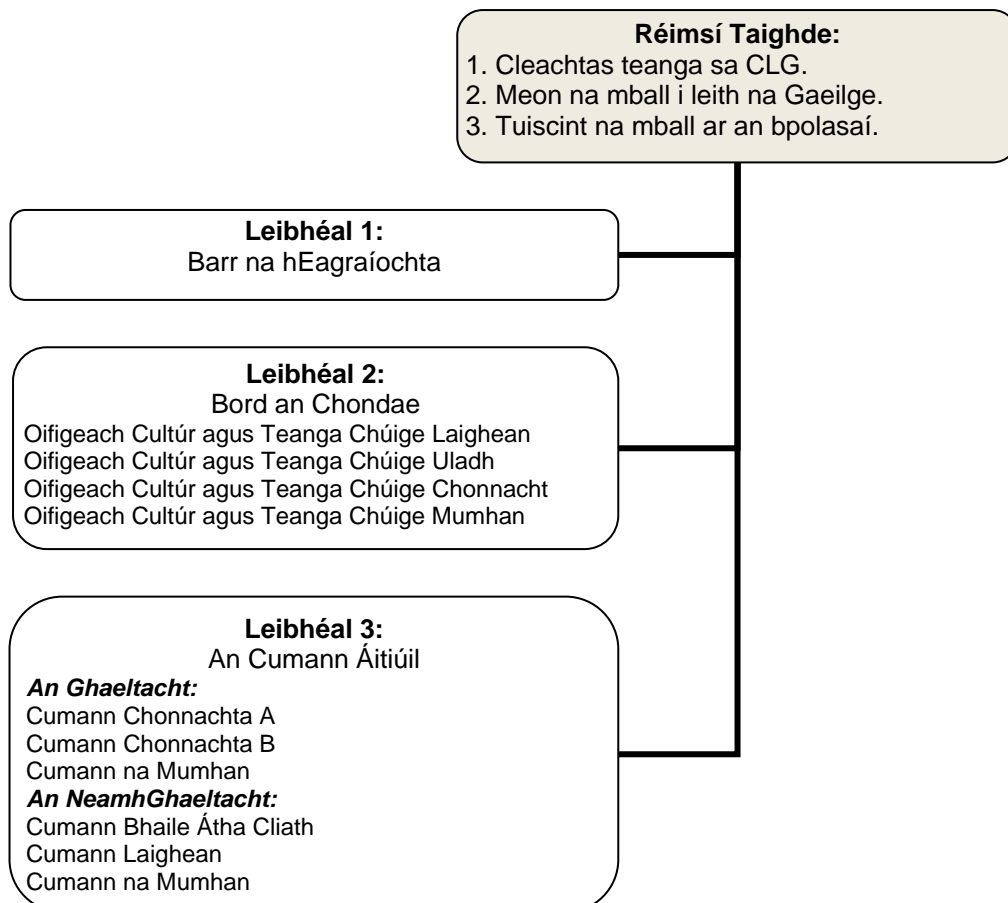 Réimsí Taighde:
1. Cleachtas teanga sa CLG.
2. Meon na mball i leith na Gaeilge.
3. Tuiscint na mball ar an bpolasaí.
Leibhéal 1:
Barr na hEagraíochta
Leibhéal 2:
Bord an Chondae
Oifigeach Cultúr agus Teanga Chúige Laighean
Oifigeach Cultúr agus Teanga Chúige Uladh
Oifigeach Cultúr agus Teanga Chúige Chonnacht
Oifigeach Cultúr agus Teanga Chúige Mumhan
Leibhéal 3:
An Cumann Áitiúil
An Ghaeltacht:
Cumann Chonnachta A
Cumann Chonnachta B
Cumann na Mumhan
An NeamhGhaeltacht:
Cumann Bhaile Átha Cliath
Cumann Laighean
Cumann na Mumhan